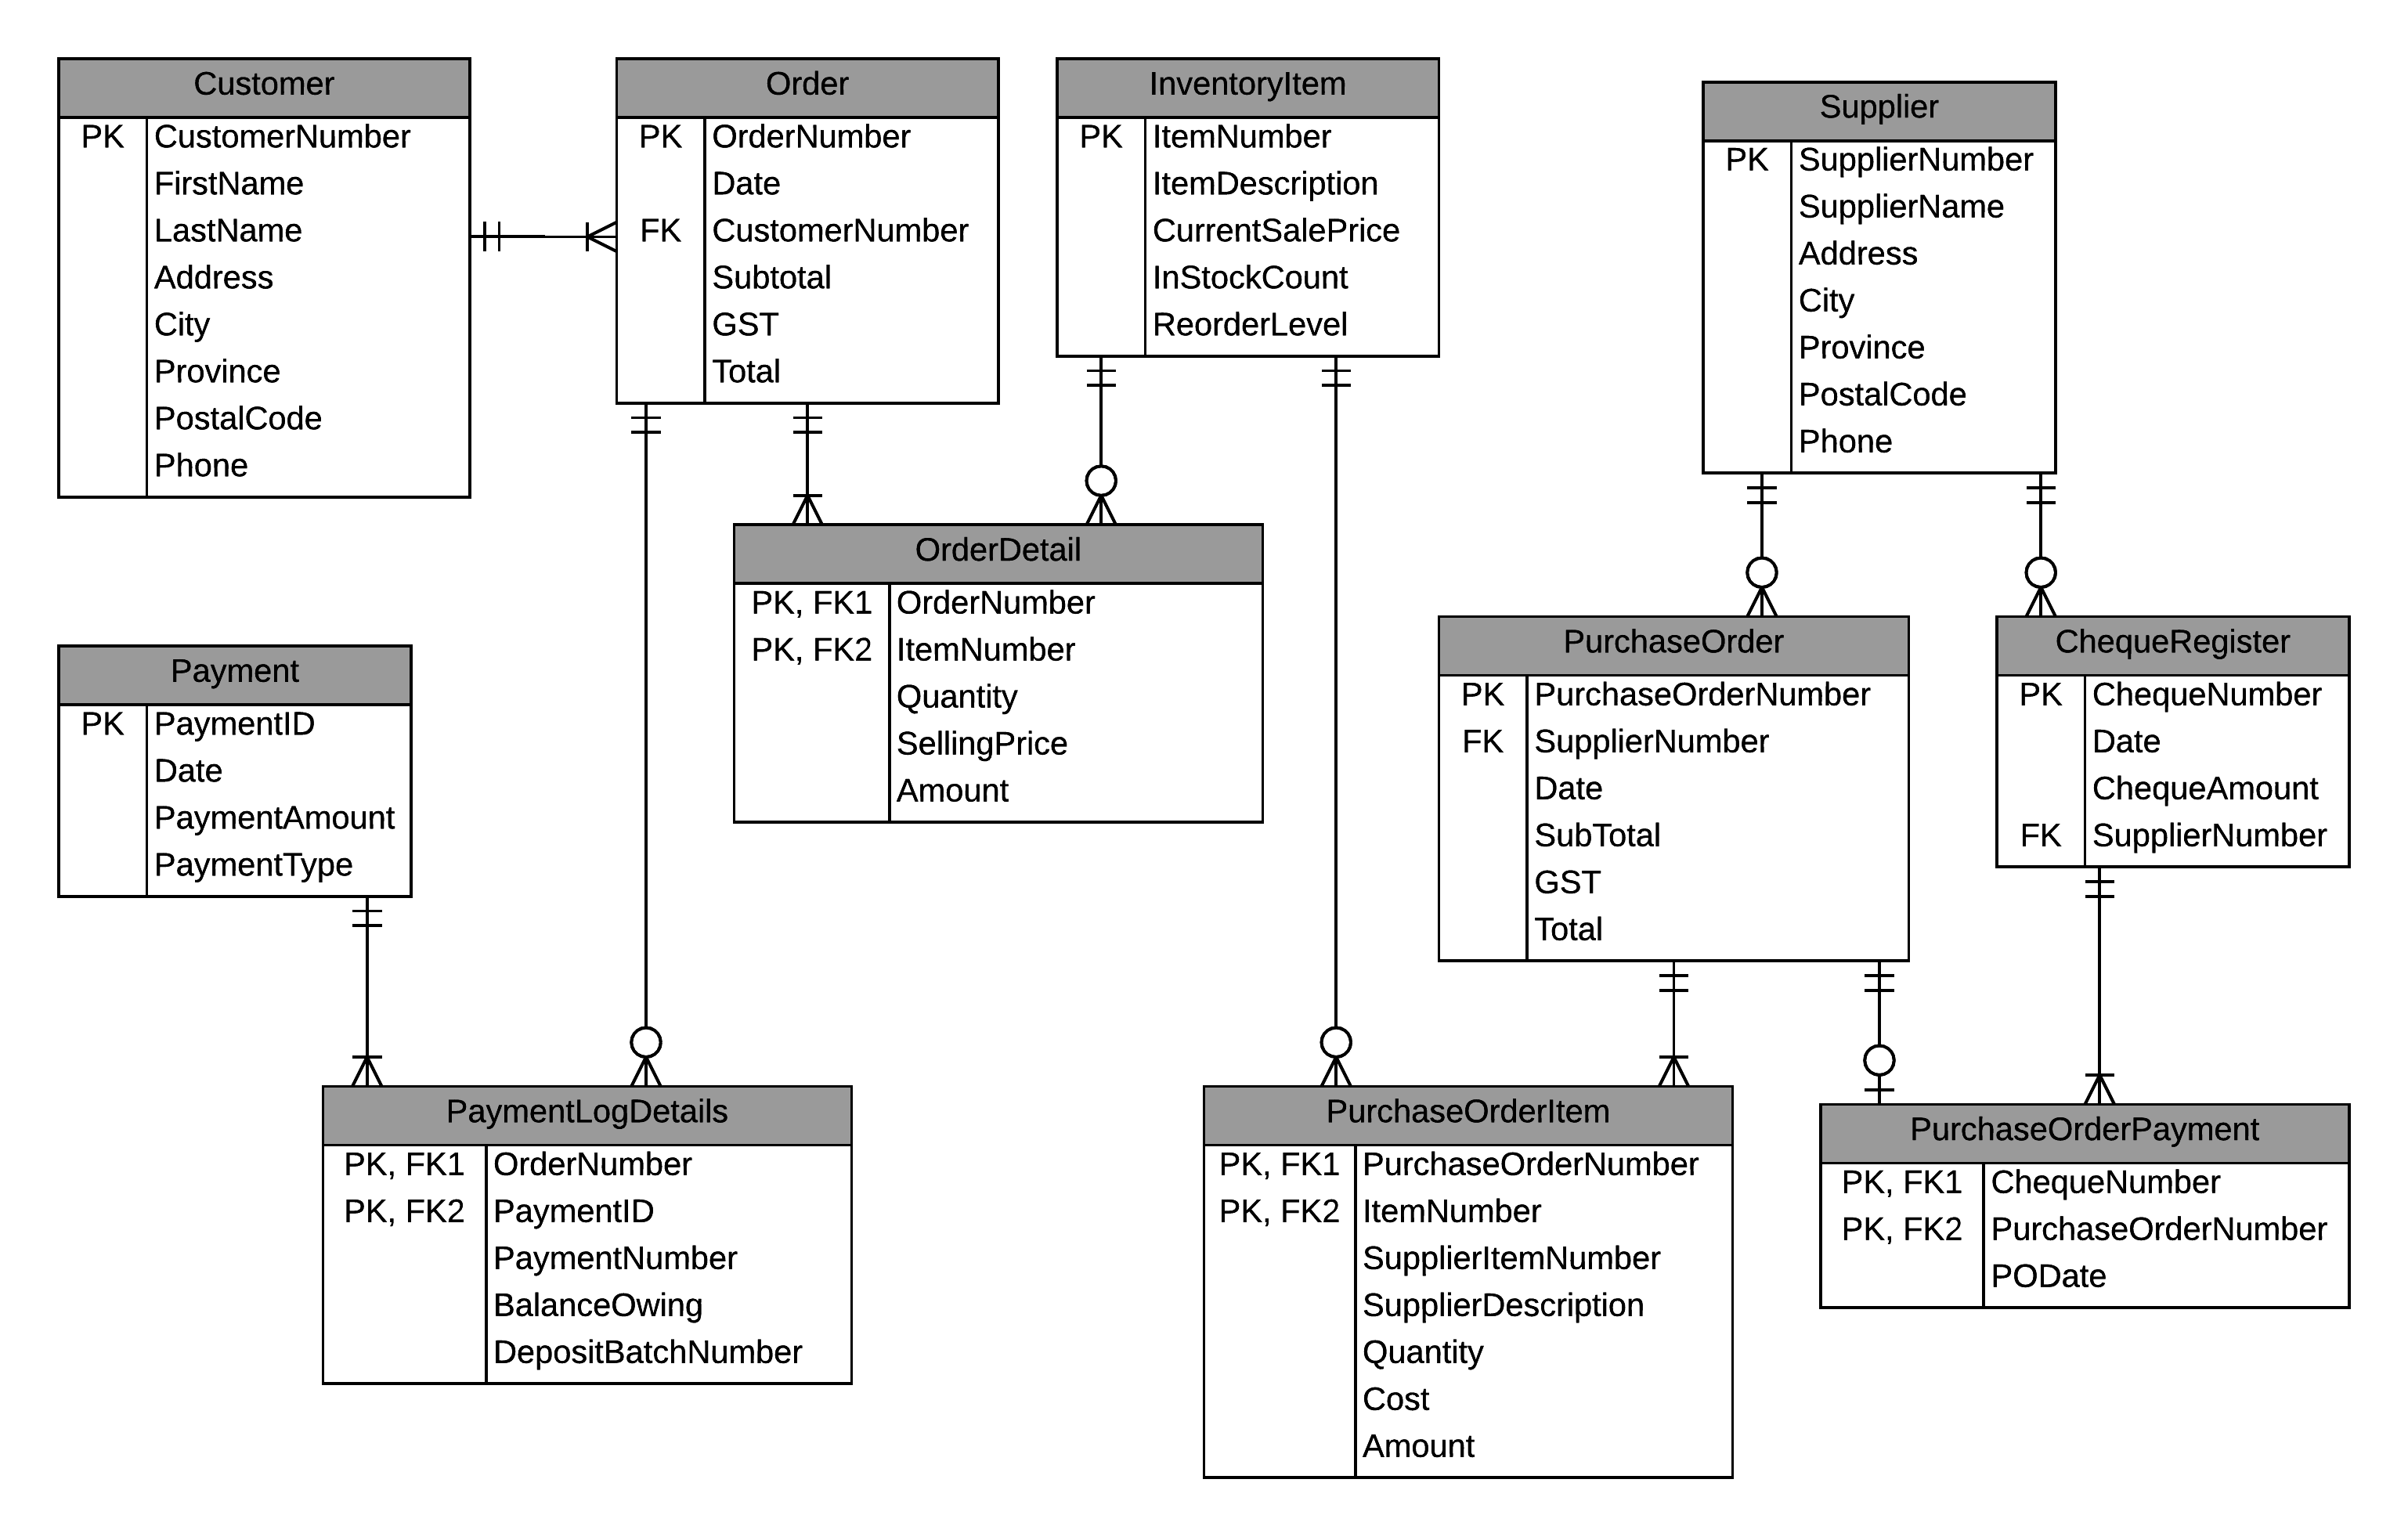 Customer
PK CustomerNumber
FirstName
LastName
Address
City
Province
PostalCode
Phone
Order
PK OrderNumber
Date
FK CustomerNumber
Subtotal
GST
Total
InventoryItem
PK ItemNumber
ItemDescription
CurrentSalePrice
InStockCount
ReorderLevel
Supplier
PK SupplierNumber
SupplierName
Address
City
Province
PostalCode
Phone
OrderDetail
PK, FK1 OrderNumber
PK, FK2 ItemNumber
Quantity
SellingPrice
Amount
Payment
PK PaymentID
Date
PaymentAmount
PaymentType
PurchaseOrder
PK PurchaseOrderNumber
FK SupplierNumber
Date
SubTotal
GST
Total
ChequeRegister
PK ChequeNumber
Date
ChequeAmount
FK SupplierNumber
PaymentLogDetails
PK, FK1 OrderNumber
PK, FK2 PaymentID
PaymentNumber
BalanceOwing
DepositBatchNumber
PurchaseOrderItem
PK, FK1 PurchaseOrderNumber
PK, FK2 ItemNumber
SupplierItemNumber
SupplierDescription
Quantity
Cost
Amount
PurchaseOrderPayment
PK, FK1 ChequeNumber
PK, FK2 PurchaseOrderNumber
PODate